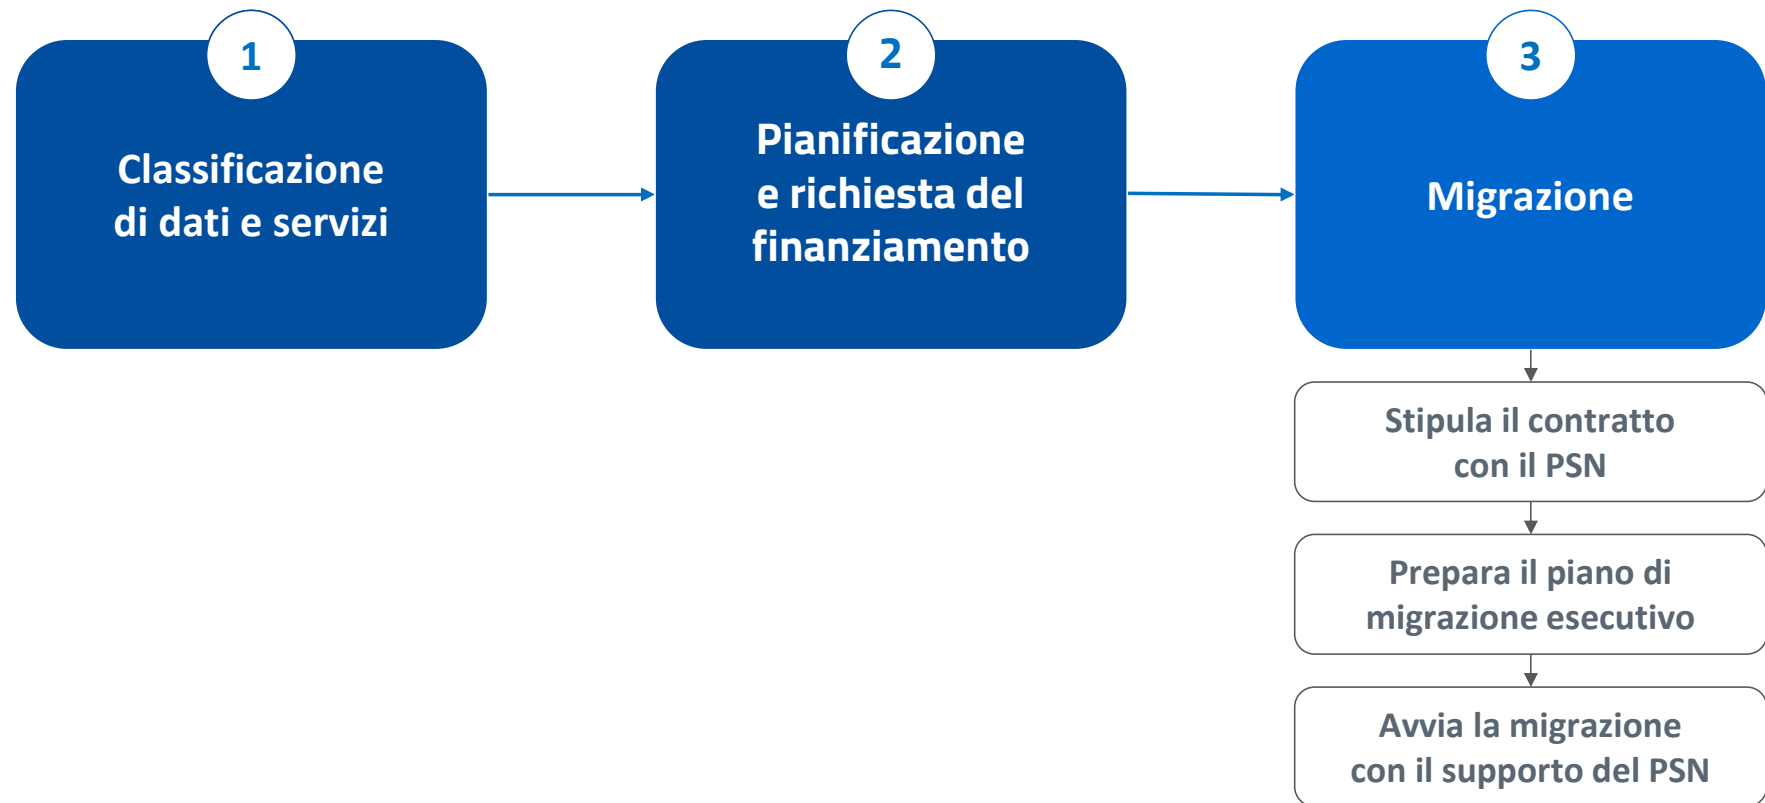 1
Classificazione
di dati e servizi
2
Pianificazione
e richiesta del
finanziamento
3
Migrazione
Stipula il contratto
con il PSN
Prepara il piano di
migrazione esecutivo
Avvia la migrazione
con il supporto del PSN